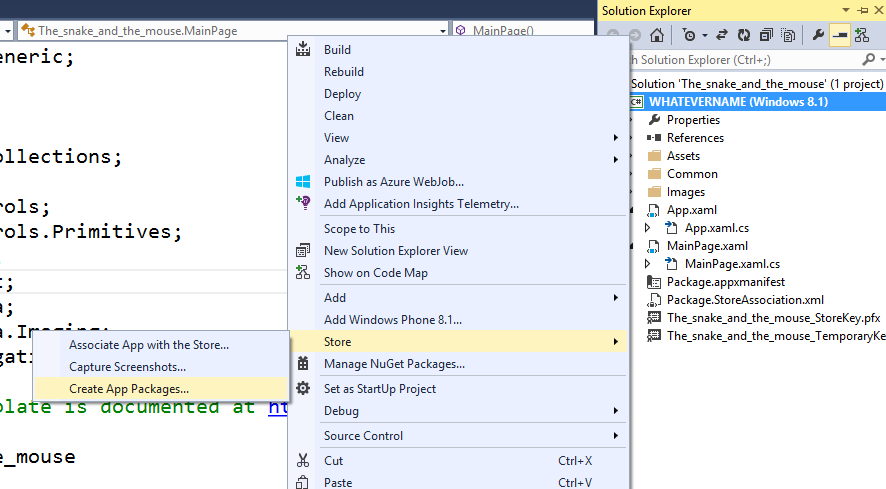 The_snake_and_the_mouse.MainPage
MainPage()
eneric;
ollections;
rols;
rols.Primitives;
t;
a;
a.Imaging;
gati
plate is documented at ht
e_mouse
Build
Rebuild
Deploy
Clean
View
Analyze
Publish as Azure WebJob...
Add Application Insights Telemetry...
Scope to This
New Solution Explorer View
Show on Code Map
Add
Add Windows Phone 8.1...
Store
Manage NuGet Packages...
Set as StartUp Project
Debug
Source Control
Cut Ctrl+X
Paste Ctrl+V
Associate App with the Store...
Capture Screenshots...
Create App Packages...
Solution Explorer
h Solution Explorer (Ctrl+;)
Solution 'The_snake_and_the_mouse' (1 project)
C# WHATEVERNAME (Windows 8.1)
Properties
References
Assets
Common
Images
App.xaml
App.xaml.cs
MainPage.xaml
MainPage.xaml.cs
Package.appxmanifest
Package.StoreAssociation.xml
The_snake_and_the_mouse_StoreKey.pfx
The_snake_and_the_mouse_TemporaryKe